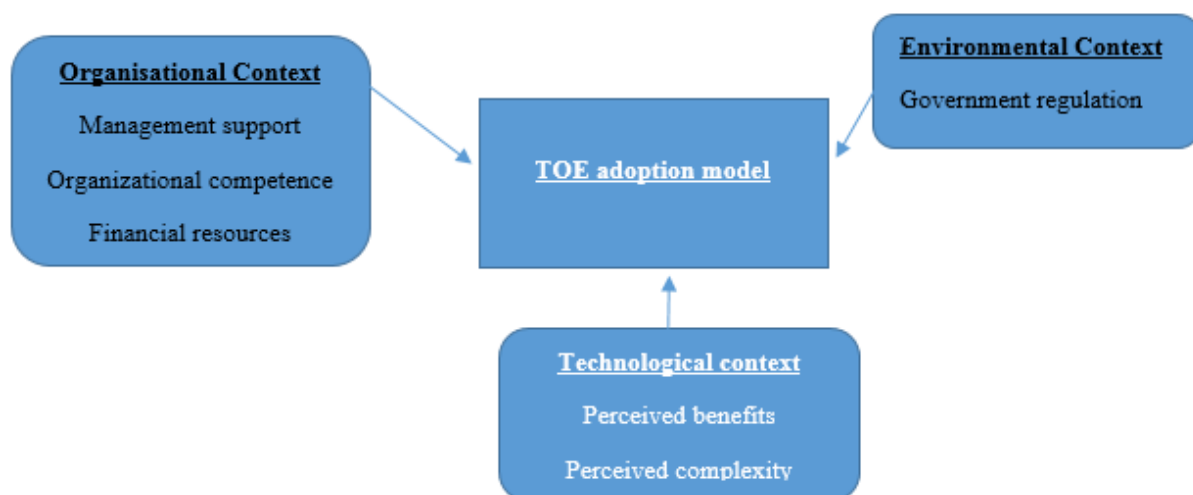 Organisational Context
Management support
Organizational competence
Financial resources
Environmental Context
Government regulation
TOE adoption model
Technological context
Perceived benefits
Perceived complexity